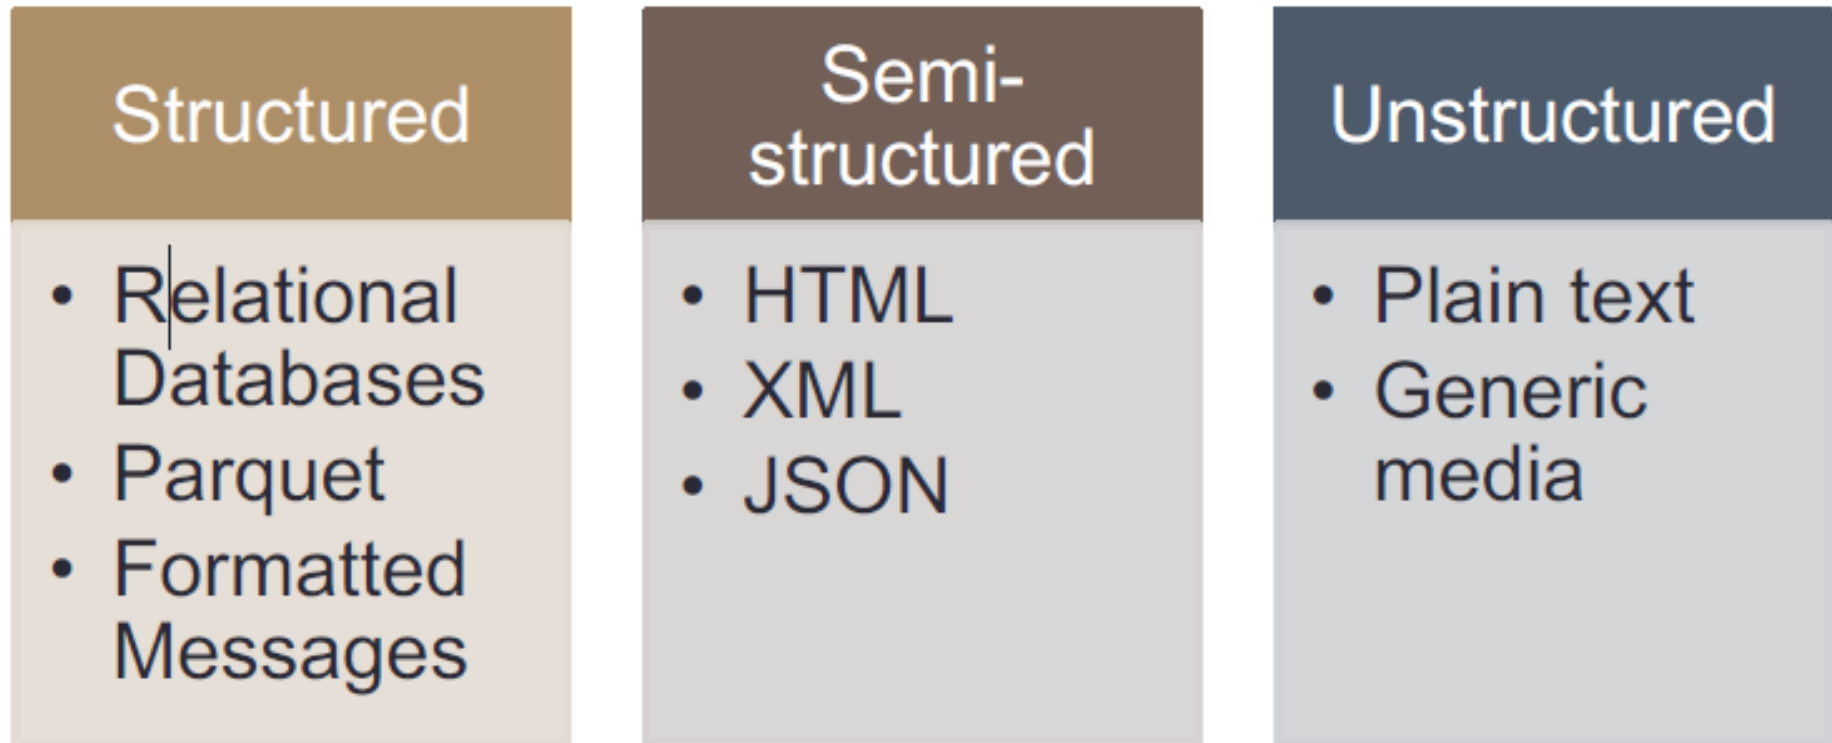 Structured
• Relational
Databases
• Parquet
• Formatted
Messages
Semi-
structured
• HTML
• XML
• JSON
Unstructured
• Plain text
• Generic
media